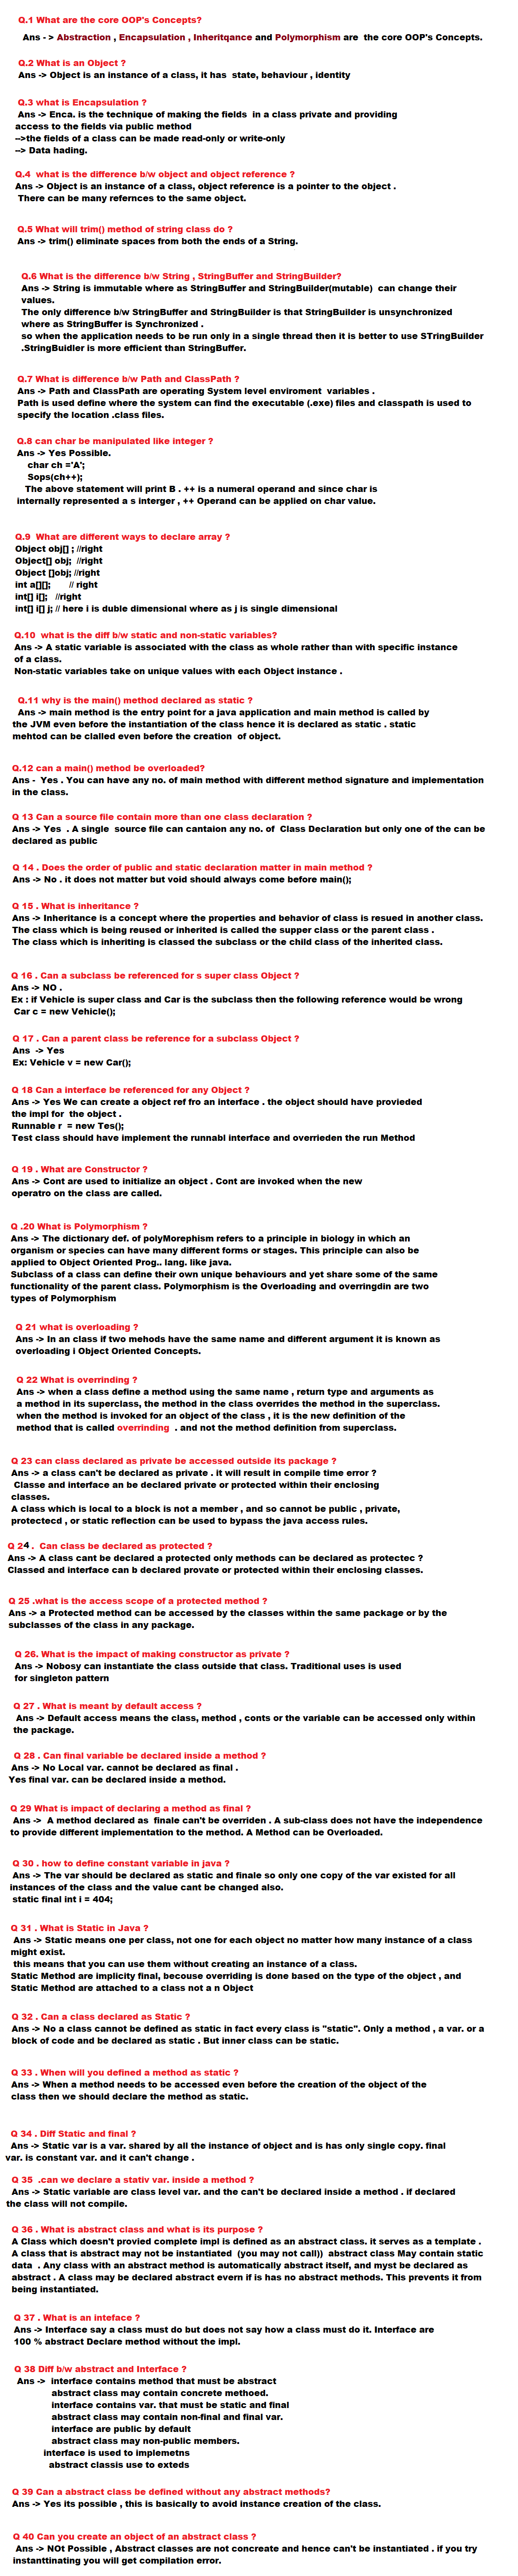 Q.1 What are the core OOP's Concepts?
Ans - > Abstraction , Encapsulation , Inheritqance and Polymorphism are the core OOP's Concepts.
Q.2 What is an Object ?
Ans -> Object is an instance of a class, it has state, behaviour , identity
Q.3 what is Encapsulation ?
Ans -> Enca. is the technique of making the fields in a class private and providing
access to the fields via public method
-->the fields of a class can be made read-only or write-only
--> Data hading.
Q.4 what is the difference b/w object and object reference ?
Ans -> Object is an instance of a class, object reference is a pointer to the object .
There can be many refernces to the same object.
Q.5 What will trim() method of string class do ?
Ans -> trim() eliminate spaces from both the ends of a String.
Q.6 What is the difference b/w String , StringBuffer and StringBuilder?
Ans -> String is immutable where as StringBuffer and StringBuilder(mutable) can change their
values.
The only difference b/w StringBuffer and StringBuilder is that StringBuilder is unsynchronized
where as StringBuffer is Synchronized .
so when the application needs to be run only in a single thread then it is better to use STringBuilder
.StringBuidler is more efficient than StringBuffer.
Q.7 What is difference b/w Path and ClassPath ?
Ans -> Path and ClassPath are operating System level enviroment variables .
Path is used define where the system can find the executable (.exe) files and classpath is used to
specify the location .class files.
Q.8 can char be manipulated like integer ?
Ans -> Yes Possible.
char ch ='A';
Sops(ch++);
The above statement will print B . ++ is a numeral operand and since char is
internally represented a s interger , ++ Operand can be applied on char value.
Q.9 What are different ways to declare array ?
Object obj[] ; //right
Object[] obj; //right
Object []obj; //right
int a[][]; // right
int[] i[]; //right
int[] i[] j; // here i is duble dimensional where as j is single dimensional
Q.10 what is the diff b/w static and non-static variables?
Ans -> A static variable is associated with the class as whole rather than with specific instance
of a class.
Non-static variables take on unique values with each Object instance .
Q.11 why is the main() method declared as static ?
Ans -> main method is the entry point for a java application and main method is called by
the JVM even before the instantiation of the class hence it is declared as static . static
mehtod can be clalled even before the creation of object.
Q.12 can a main() method be overloaded?
Ans - Yes . You can have any no. of main method with different method signature and implementation
in the class.
Q 13 Can a source file contain more than one class declaration ?
Ans -> Yes . A single source file can cantaion any no. of Class Declaration but only one of the can be
declared as public
Q 14 . Does the order of public and static declaration matter in main method ?
Ans -> No . it does not matter but void should always come before main();
Q 15 . What is inheritance ?
Ans -> Inheritance is a concept where the properties and behavior of class is resued in another class.
The class which is being reused or inherited is called the supper class or the parent class .
The class which is inheriting is classed the subclass or the child class of the inherited class.
Q 16 . Can a subclass be referenced for s super class Object ?
Ans -> NO .
Ex : if Vehicle is super class and Car is the subclass then the following reference would be wrong
Car c = new Vehicle();
Q 17 . Can a parent class be reference for a subclass Object ?
Ans -> Yes
Ex: Vehicle v = new Car();
Q 18 Can a interface be referenced for any Object ?
Ans -> Yes We can create a object ref fro an interface . the object should have provieded
the impl for the object .
Runnable r = new Tes();
Test class should have implement the runnabl interface and overrieden the run Method
Q 19 . What are Constructor ?
Ans -> Cont are used to initialize an object . Cont are invoked when the new
operatro on the class are called.
Q .20 What is Polymorphism ?
Ans -> The dictionary def. of polyMorephism refers to a principle in biology in which an
organism or species can have many different forms or stages. This principle can also be
applied to Object Oriented Prog.. lang. like java.
Subclass of a class can define their own unique behaviours and yet share some of the same
functionality of the parent class. Polymorphism is the Overloading and overringdin are two
types of Polymorphism
Q 21 what is overloading ?
Ans -> In an class if two mehods have the same name and different argument it is known as
overloading i Object Oriented Concepts.
Q 22 What is overrinding ?
Ans -> when a class define a method using the same name , return type and arguments as
a method in its superclass, the method in the class overrides the method in the superclass.
when the method is invoked for an object of the class , it is the new definition of the
method that is called overrinding . and not the method definition from superclass.
Q 23 can class declared as private be accessed outside its package ?
Ans -> a class can't be declared as private . it will result in compile time error ?
Classe and interface an be declared private or protected within their enclosing
classes.
A class which is local to a block is not a member , and so cannot be public , private,
protectecd , or static reflection can be used to bypass the java access rules.
Q 24 . Can class be declared as protected ?
Ans -> A class cant be declared a protected only methods can be declared as protectec ?
Classed and interface can b declared provate or protected within their enclosing classes.
Q 25 .what is the access scope of a protected method ?
Ans -> a Protected method can be accessed by the classes within the same package or by the
subclasses of the class in any package.
Q 26. What is the impact of making constructor as private ?
Ans -> Nobosy can instantiate the class outside that class. Traditional uses is used
for singleton pattern
Q 27 . What is meant by default access ?
Ans -> Default access means the class, method , conts or the variable can be accessed only within
the package.
Q 28 . Can final variable be declared inside a method ?
Ans -> No Local var. cannot be declared as final .
Yes final var. can be declared inside a method.
Q 29 What is impact of declaring a method as final ?
Ans -> A method declared as finale can't be overriden . A sub-class does not have the independence
to provide different implementation to the method. A Method can be Overloaded.
Q 30 . how to define constant variable in java ?
Ans -> The var should be declared as static and finale so only one copy of the var existed for all
instances of the class and the value cant be changed also.
static final int i = 404;
Q 31 . What is Static in Java ?
Ans -> Static means one per class, not one for each object no matter how many instance of a class
might exist.
this means that you can use them without creating an instance of a class.
Static Method are implicity final, becouse overriding is done based on the type of the object , and
Static Method are attached to a class not a n Object
Q 32 . Can a class declared as Static ?
Ans -> No a class cannot be defined as static in fact every class is "static". Only a method , a var. or a
block of code and be declared as static . But inner class can be static.
Q 33 . When will you defined a method as static ?
Ans -> When a method needs to be accessed even before the creation of the object of the
class then we should declare the method as static.
Q 34 . Diff Static and final ?
Ans -> Static var is a var. shared by all the instance of object and is has only single copy. final
var. is constant var. and it can't change .
Q 35 .can we declare a stativ var. inside a method ?
Ans -> Static variable are class level var. and the can't be declared inside a method . if declared
the class will not compile.
Q 36 . What is abstract class and what is its purpose ?
A Class which doesn't provied complete impl is defined as an abstract class. it serves as a template .
A class that is abstract may not be instantiated (you may not call)) abstract class May contain static
data . Any class with an abstract method is automatically abstract itself, and myst be declared as
abstract . A class may be declared abstract evern if is has no abstract methods. This prevents it from
being instantiated.
Q 37 . What is an inteface ?
Ans -> Interface say a class must do but does not say how a class must do it. Interface are
100 % abstract Declare method without the impl.
Q 38 Diff b/w abstract and Interface ?
Ans -> interface contains method that must be abstract
abstract class may contain concrete methoed.
interface contains var. that must be static and final
abstract class may contain non-final and final var.
interface are public by default
abstract class may non-public members.
interface is used to implemetns
abstract classis use to exteds
Q 39 Can a abstract class be defined without any abstract methods?
Ans -> Yes its possible , this is basically to avoid instance creation of the class.
Q 40 Can you create an object of an abstract class ?
Ans -> NOt Possible , Abstract classes are not concreate and hence can't be instantiated . if you try
instanttinating you will get compilation error.